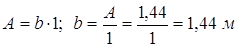 A = b · 1; b = A/1 = 1,44/1 = 1,44 м